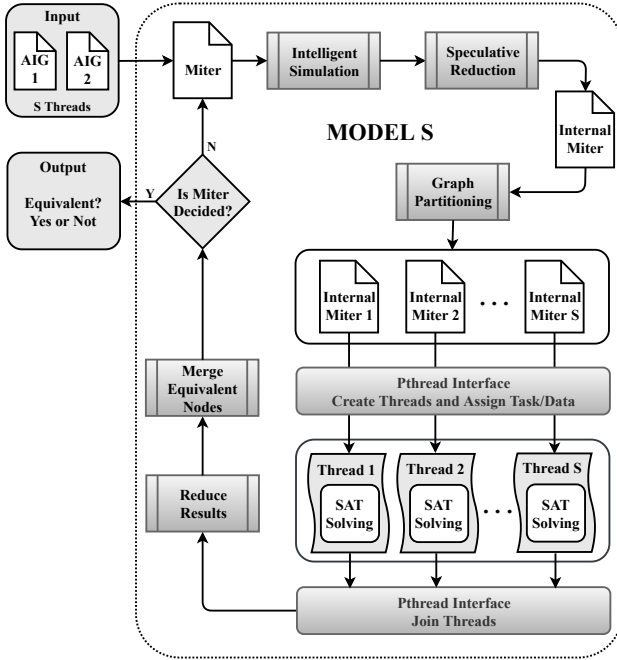 Input
AIG
1
AIG
2
S Threads
Miter
Intelligent
Simulation
Speculative
Reduction
MODEL S
Internal
Miter
Output
Equivalent?
Yes or Not
Y
N
Is Miter
Decided?
Graph
Partitioning
Internal
Miter 1
Internal
Miter 2
. . .
Internal
Miter S
Merge
Equivalent
Nodes
Pthread Interface
Create Threads and Assign Task/Data
Thread 1
SAT
Solving
Thread 2
SAT
Solving
. . .
Thread S
SAT
Solving
Reduce
Results
Pthread Interface
Join Threads